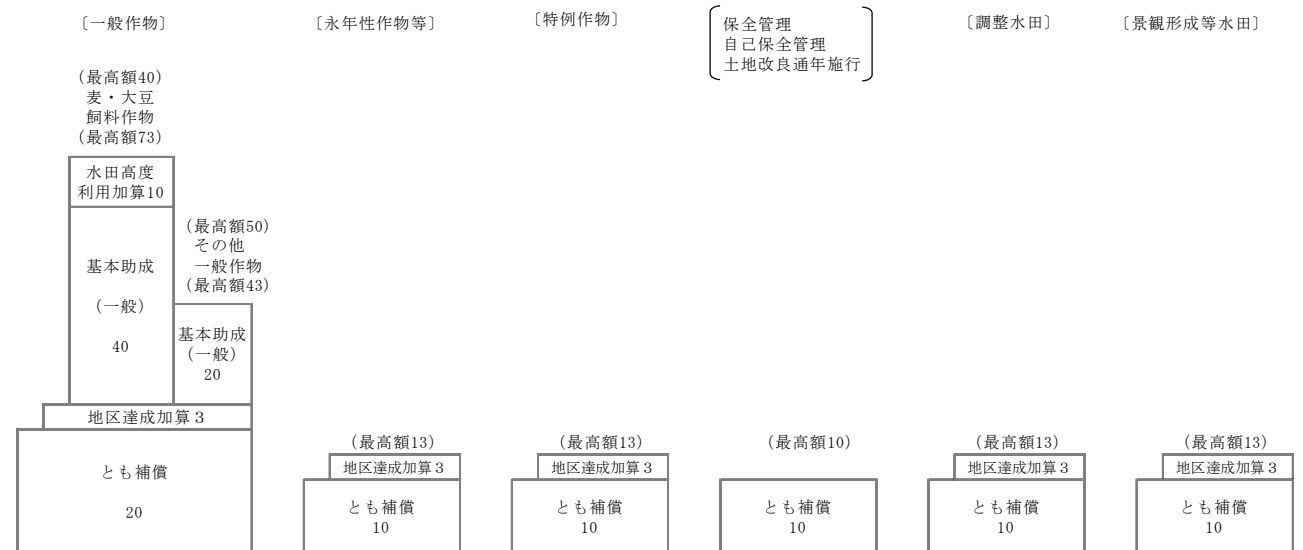 〔一般作物〕
（最高額40）
麦・大豆
飼料作物
（最高額73）
水田高度
利用加算10
基本助成
（一般）
40
（最高額50）
その他
一般作物
（最高額43）
基本助成
（一般）
20
地区達成加算３
とも補償
20
〔永年性作物等〕
（最高額13）
地区達成加算３
とも補償
10
〔特例作物〕
（最高額13）
地区達成加算３
とも補償
10
保全管理
自己保全管理
土地改良通年施行
（最高額10）
とも補償
10
〔調整水田〕
（最高額13）
地区達成加算３
とも補償
10
〔景観形成等水田〕
（最高額13）
地区達成加算３
とも補償
10